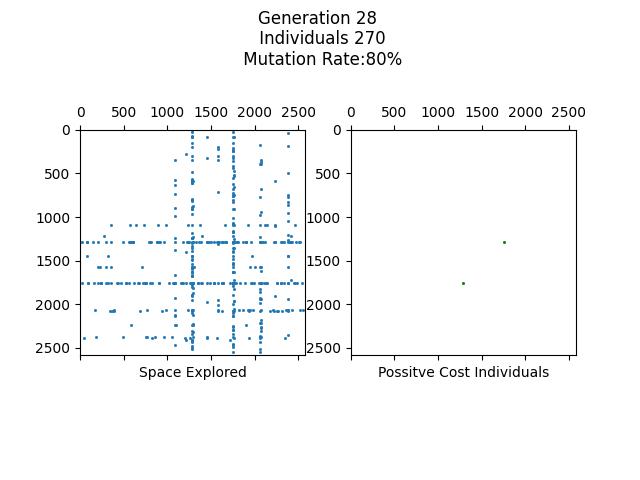 Generation 28
Individuals 270
Mutation Rate:80%
0 500 1000 1500 2000 2500
0 500 1000 1500 2000 2500
0
500
1000
1500
2000
2500
0
500
1000
1500
2000
2500
Space Explored
Possitve Cost Individuals